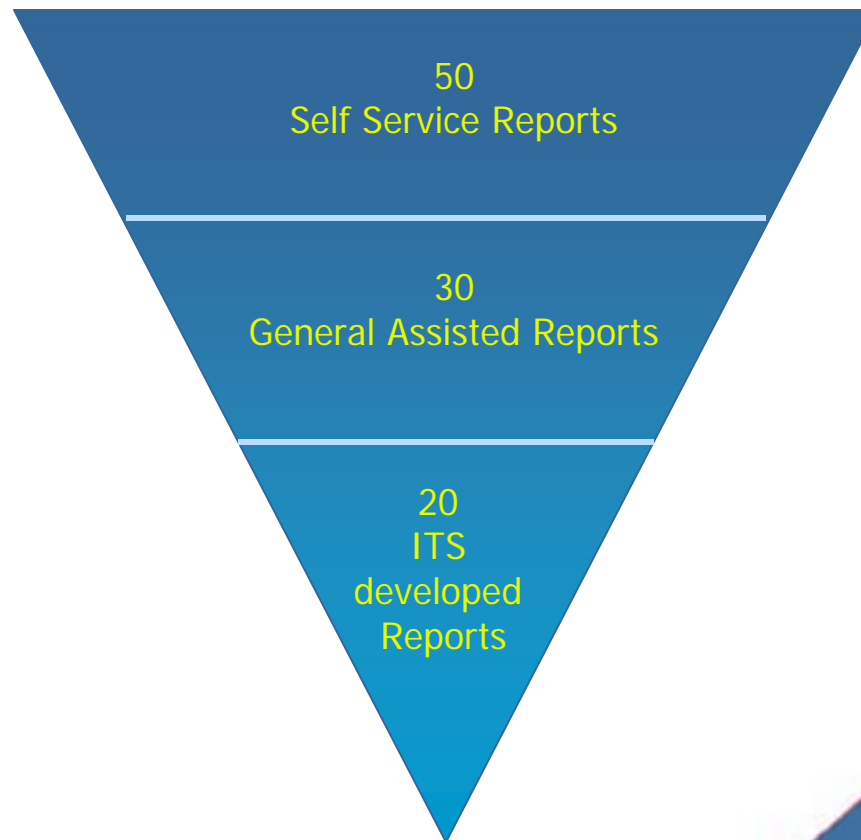 50
Self Service Reports
30
General Assisted Reports
20
ITS
developed
Reports